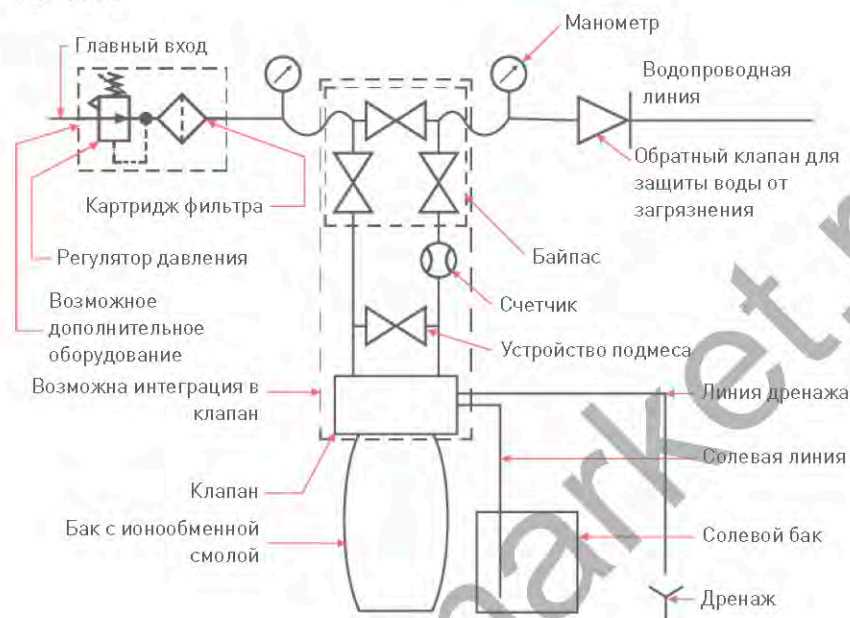 Главный вход
Манометр
Водопроводная
линия
Обратный клапан для
защиты воды от
загрязнения
Картридж фильтра
Байпас
Регулятор давления
Счетчик
Возможное
дополнительное
оборудование
Устройство подмеса
Возможна интеграция в
клапан
Линия дренажа
Солевая линия
Клапан
Бак с ионообменной
смолой
Солевой бак
Дренаж